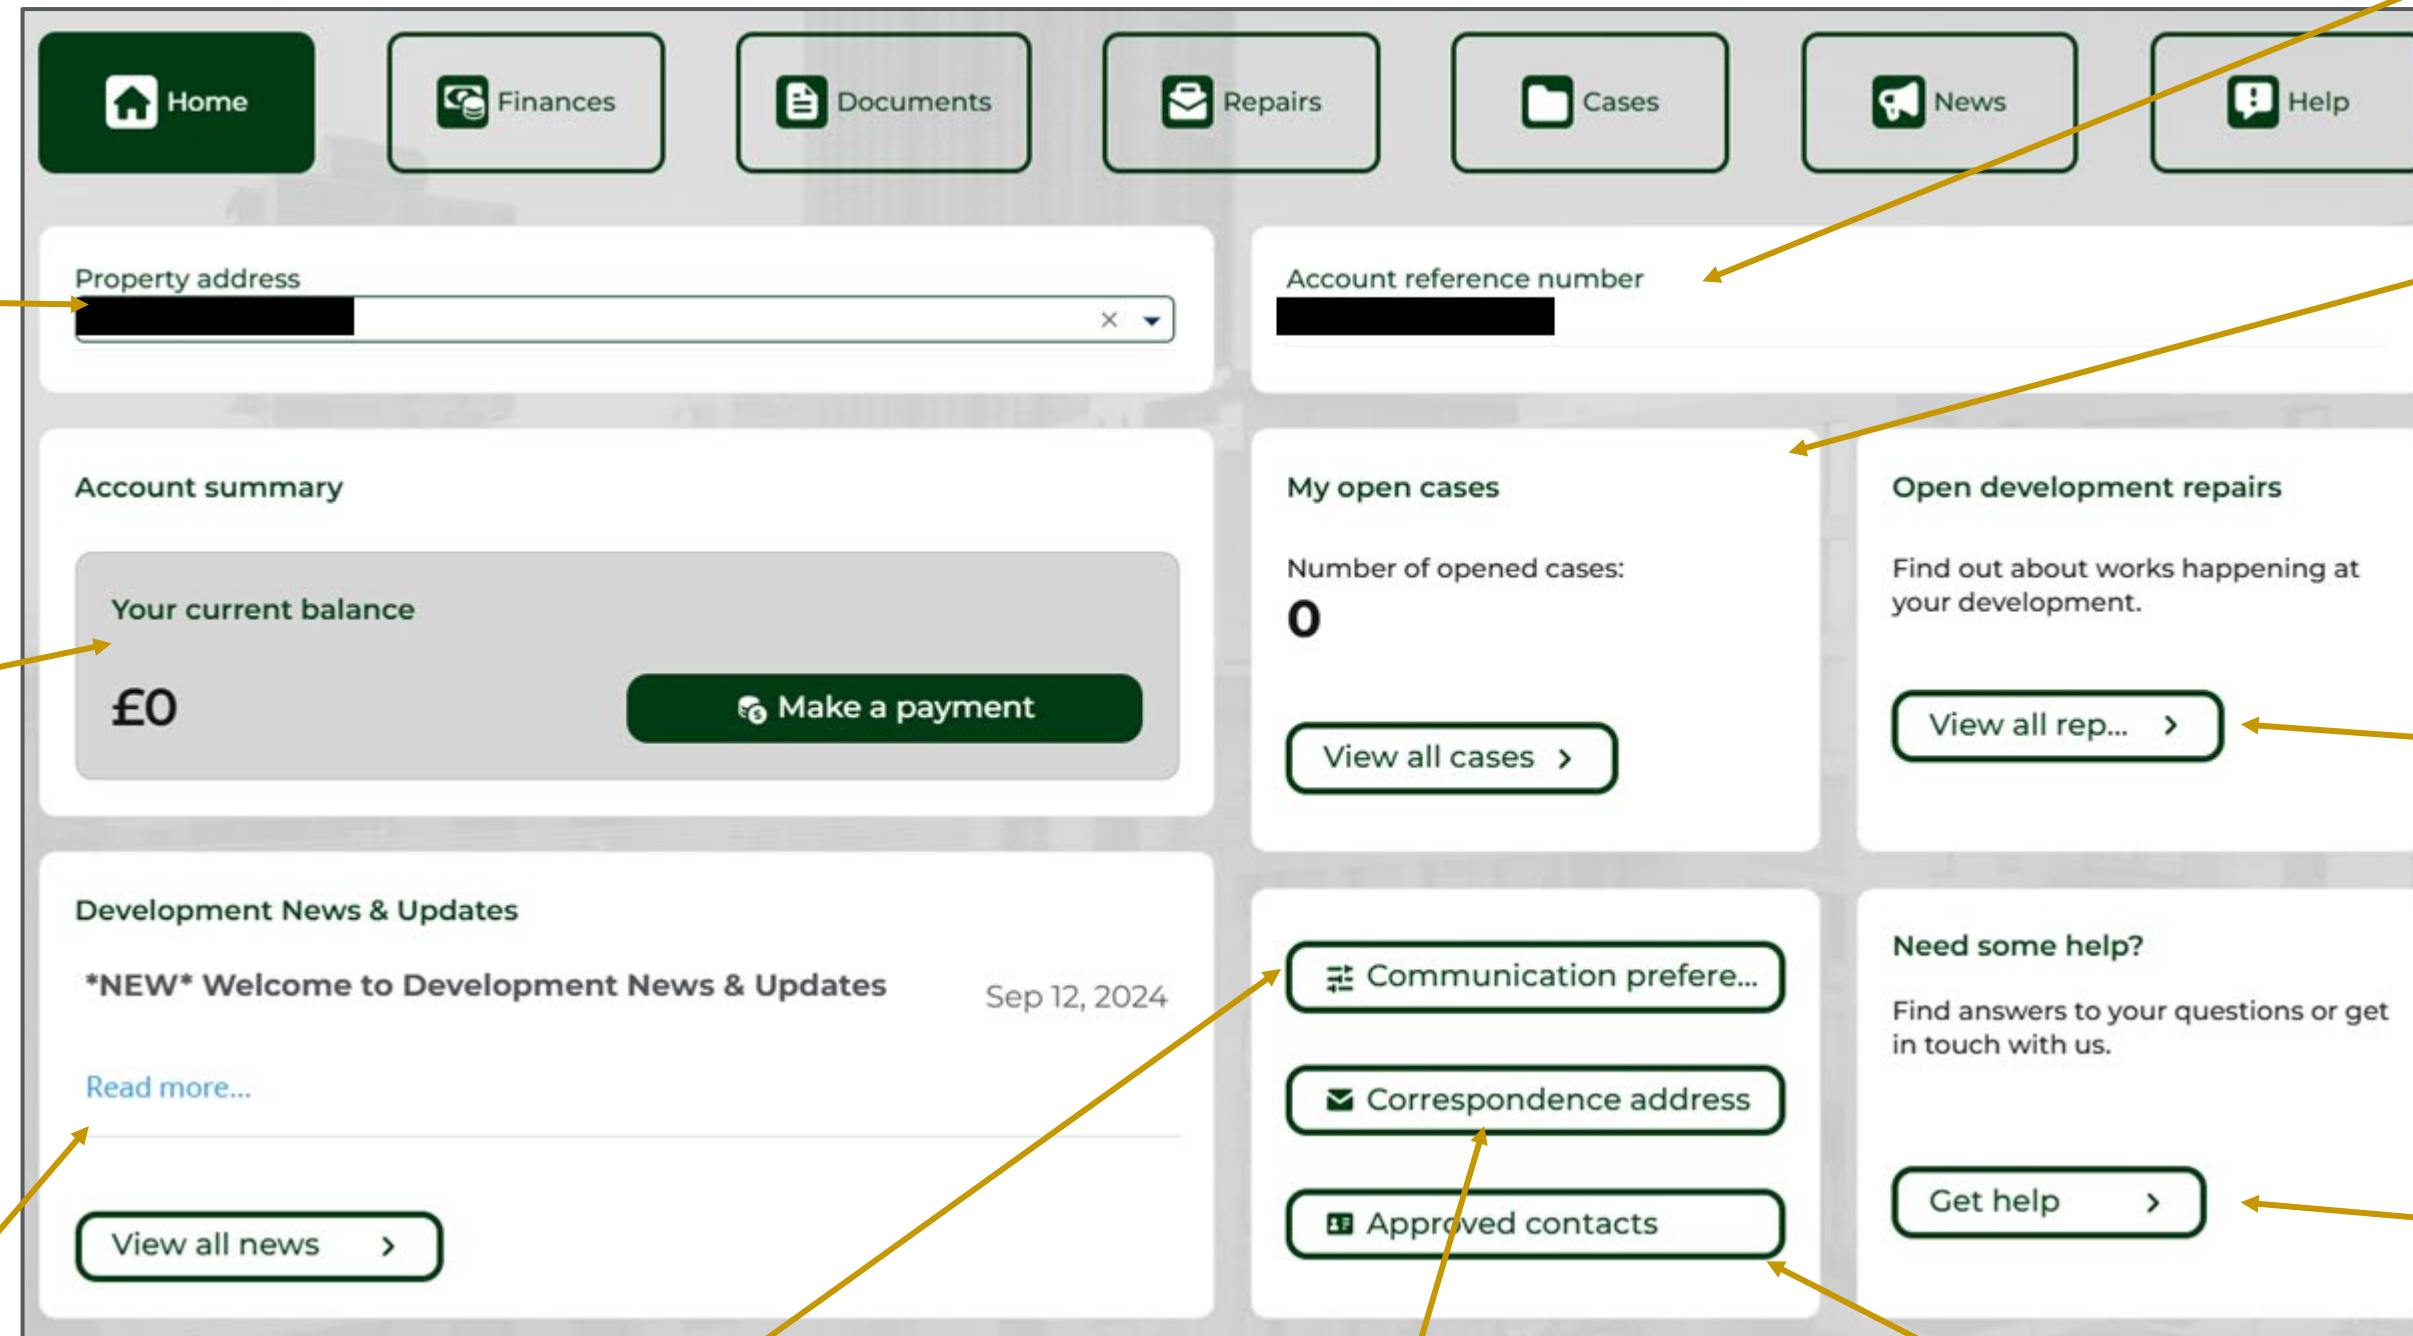 Home
Finances
Documents
Repairs
Cases
News
Help
Property address
Account reference number
Account summary
Your current balance
£0
Make a payment
My open cases
Number of opened cases:
0
View all cases
Open development repairs
Find out about works happening at
your development.
View all rep...
Development News & Updates
*NEW* Welcome to Development News & Updates
Sep 12, 2024
Read more...
View all news
Communication prefere...
Correspondence address
Approved contacts
Need some help?
Find answers to your questions or get
in touch with us.
Get help